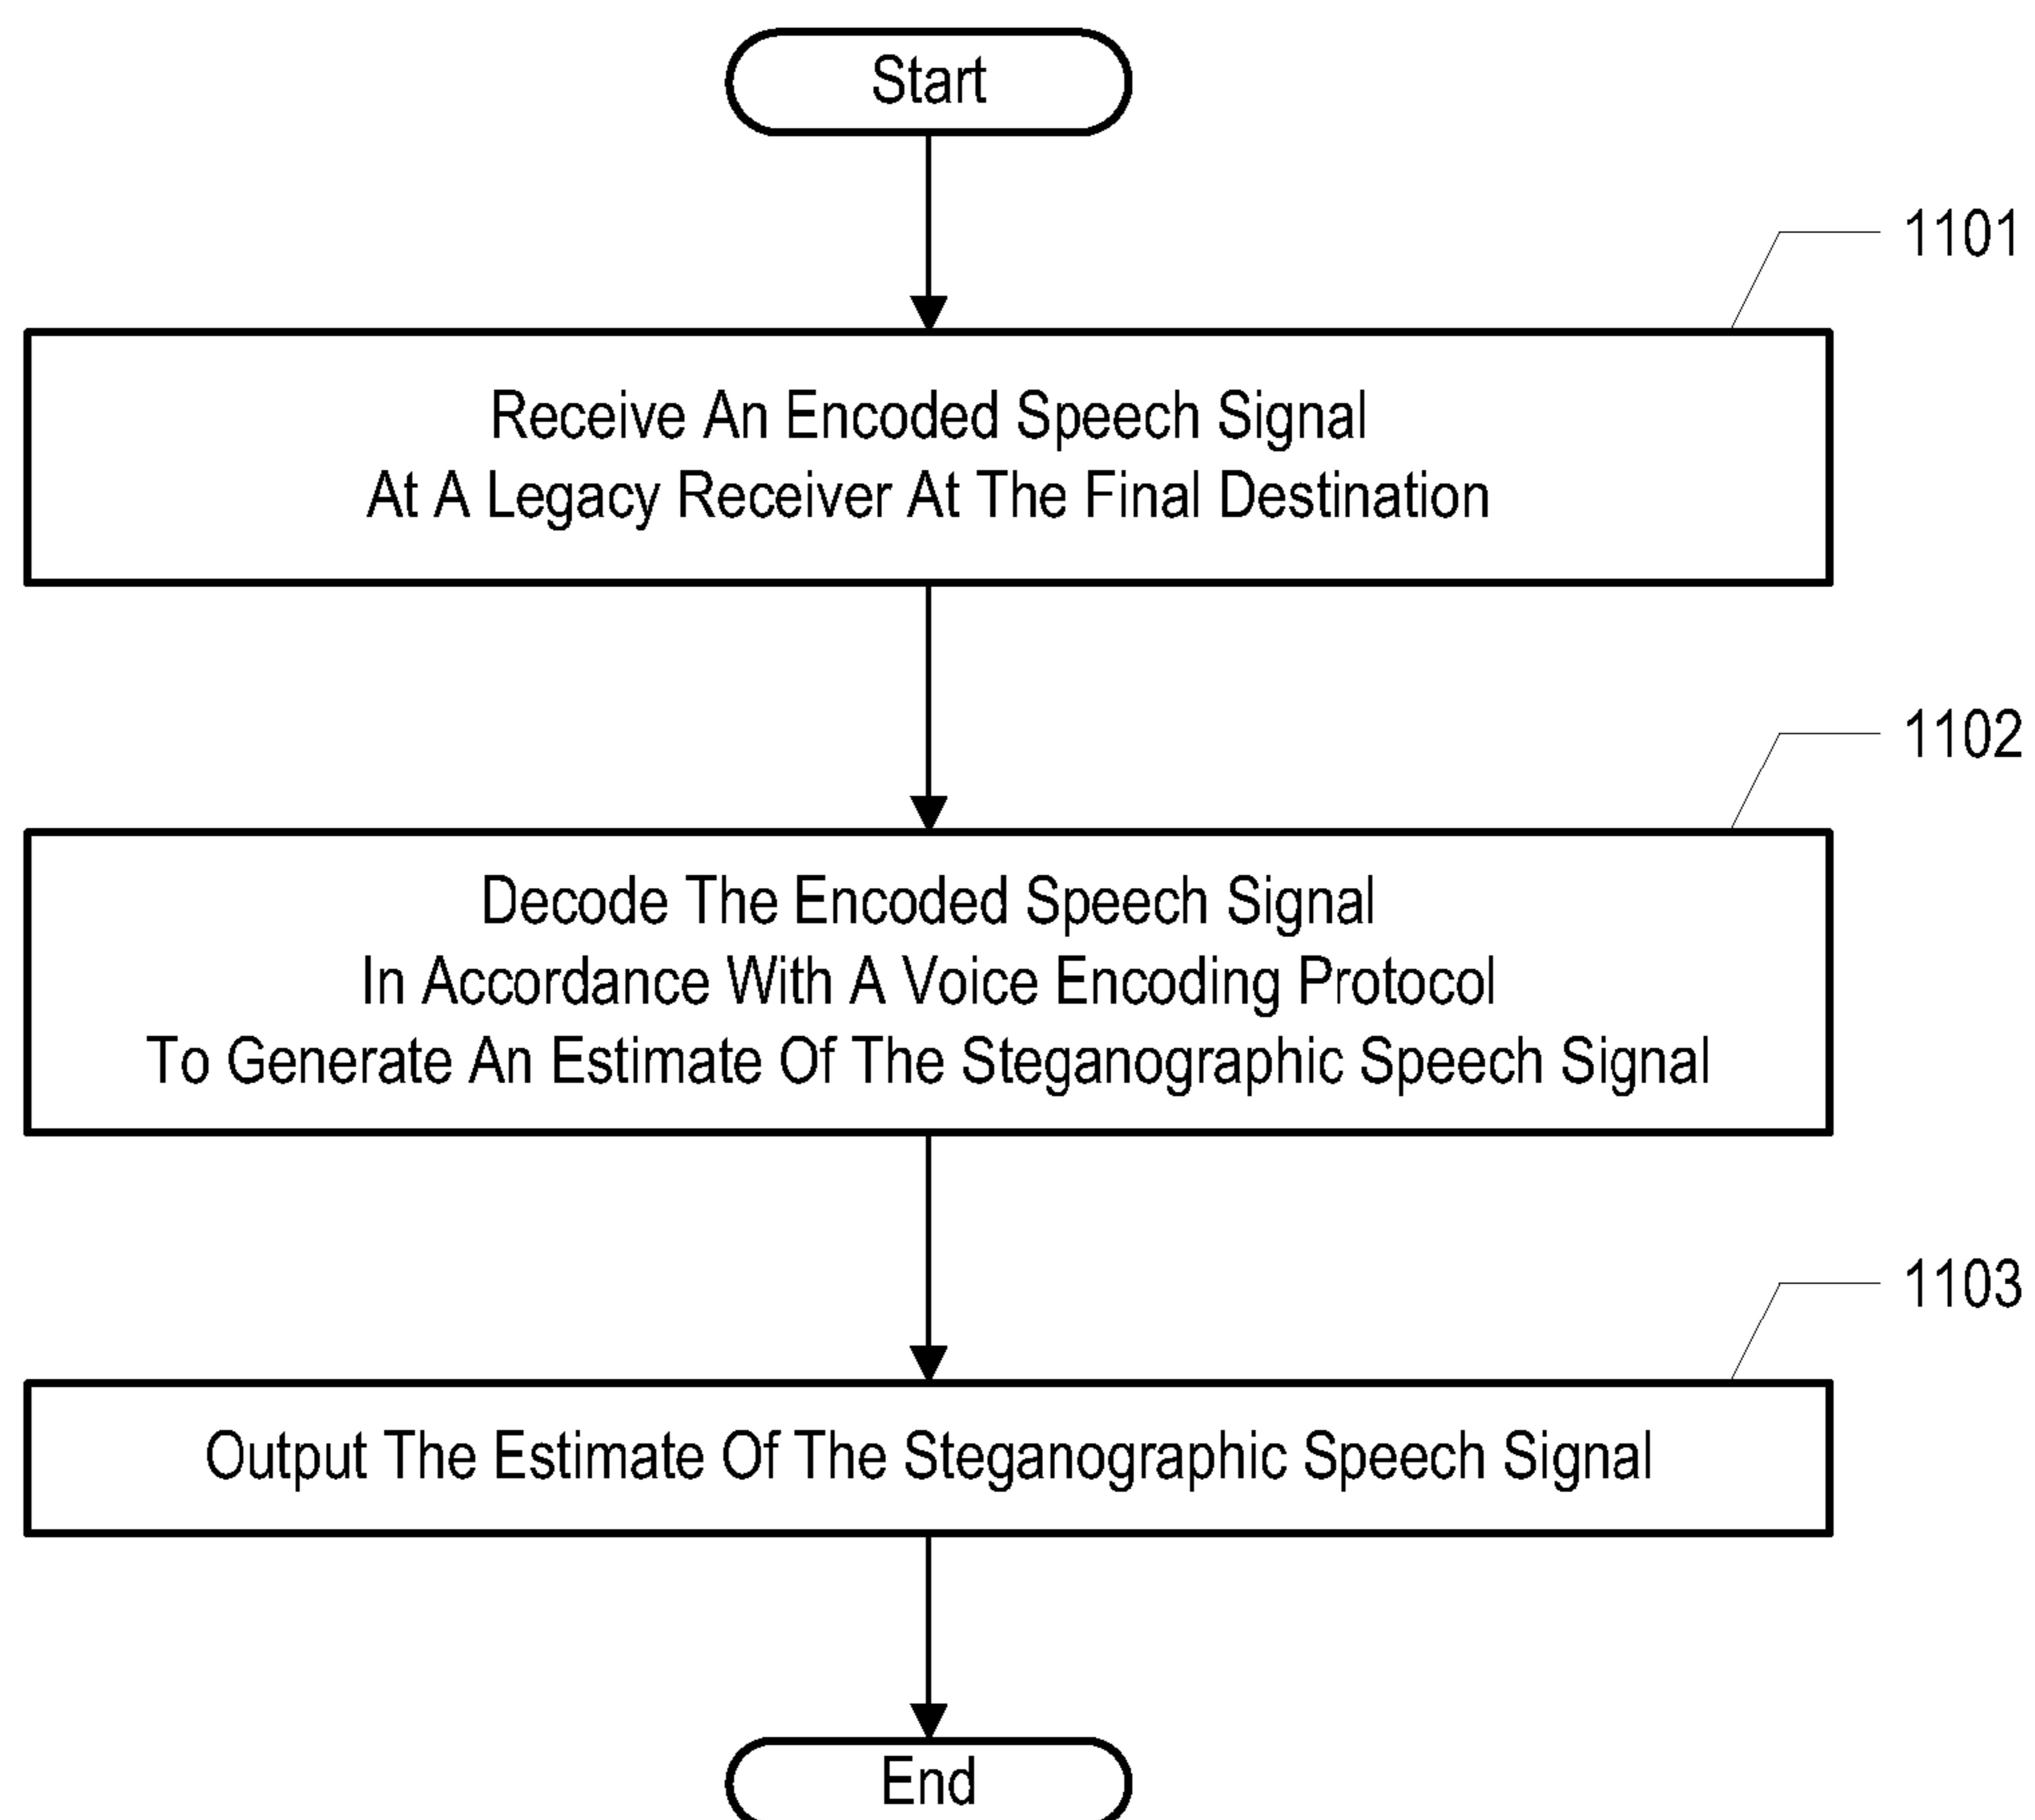 Start
1101
Receive An Encoded Speech Signal
At A Legacy Receiver At The Final Destination
1102
Decode The Encoded Speech Signal
In Accordance With A Voice Encoding Protocol
To Generate An Estimate Of The Steganographic Speech Signal
1103
Output The Estimate Of The Steganographic Speech Signal
End